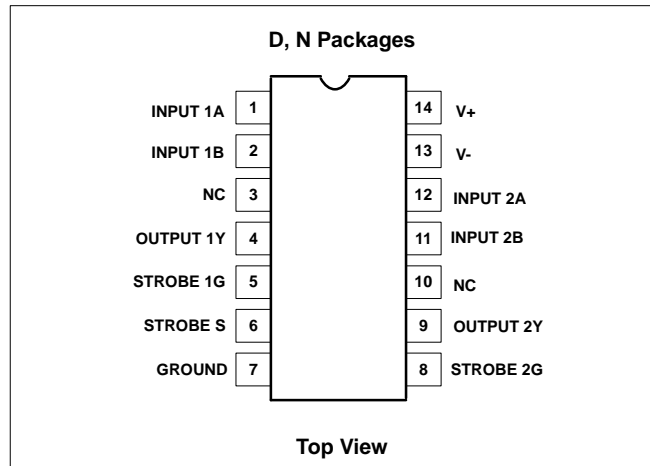 D, N Packages
INPUT 1A 1 14 V+
INPUT 1B 2 13 V-
NC 3 12 INPUT 2A
OUTPUT 1Y 4 11 INPUT 2B
STROBE 1G 5 10 NC
STROBE S 6 9 OUTPUT 2Y
GROUND 7 8 STROBE 2G
Top View